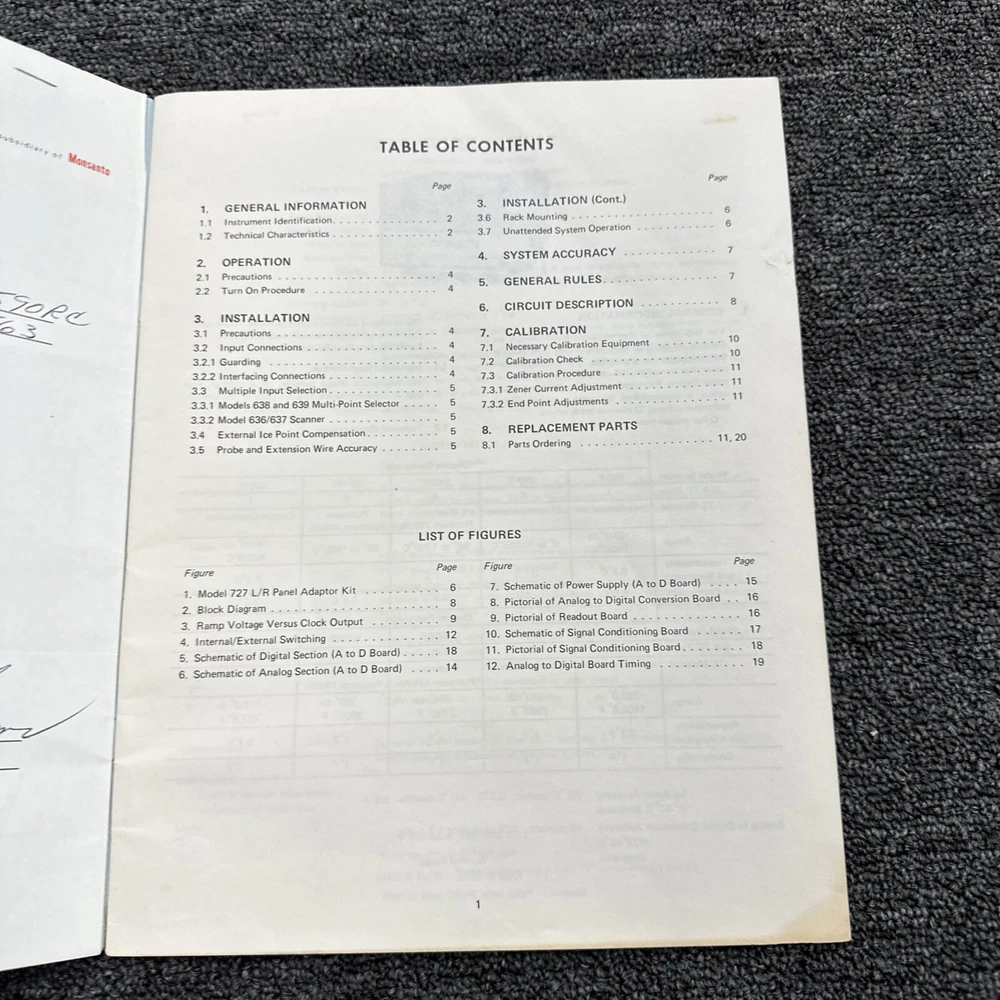 subsidiary of Monsanto
590RC
563
TABLE OF CONTENTS
Page
1. GENERAL INFORMATION
1.1 Instrument Identification. . . . . . . . . . . . . . . . 2
1.2 Technical Characteristics . . . . . . . . . . . . . . . . 2
2. OPERATION
2.1 Precautions . . . . . . . . . . . . . . . . . . . . . . . . 4
2.2 Turn On Procedure . . . . . . . . . . . . . . . . . . . 4
3. INSTALLATION
3.1 Precautions . . . . . . . . . . . . . . . . . . . . . . . . 4
3.2 Input Connections . . . . . . . . . . . . . . . . . . . 4
3.2.1 Guarding . . . . . . . . . . . . . . . . . . . . . . . . . 4
3.2.2 Interfacing Connections . . . . . . . . . . . . . . . . 4
3.3 Multiple Input Selection . . . . . . . . . . . . . . . . 5
3.3.1 Models 638 and 639 Multi-Point Selector . . . . . 5
3.3.2 Model 636/637 Scanner . . . . . . . . . . . . . . . . 5
3.4 External Ice Point Compensation . . . . . . . . . . 5
3.5 Probe and Extension Wire Accuracy . . . . . . . . 5
Page
3. INSTALLATION (Cont.)
3.6 Rack Mounting . . . . . . . . . . . . . . . . . . . . . . 6
3.7 Unattended System Operation . . . . . . . . . . . . 6
4. SYSTEM ACCURACY . . . . . . . . . . . . 7
5. GENERAL RULES. . . . . . . . . . . . . . . 7
6. CIRCUIT DESCRIPTION . . . . . . . . . . 8
7. CALIBRATION
7.1 Necessary Calibration Equipment . . . . . . . . . 10
7.2 Calibration Check . . . . . . . . . . . . . . . . . . . 10
7.3 Calibration Procedure . . . . . . . . . . . . . . . . . 11
7.3.1 Zener Current Adjustment . . . . . . . . . . . . . . 11
7.3.2 End Point Adjustments . . . . . . . . . . . . . . . . 11
8. REPLACEMENT PARTS
8.1 Parts Ordering . . . . . . . . . . . . . . . . . . . 11, 20
LIST OF FIGURES
Figure Page
1. Model 727 L/R Panel Adaptor Kit . . . . . . . . . . 6
2. Block Diagram . . . . . . . . . . . . . . . . . . . . . . . 8
3. Ramp Voltage Versus Clock Output . . . . . . . . . 9
4. Internal/External Switching . . . . . . . . . . . . . . 12
5. Schematic of Digital Section (A to D Board) . . . . 18
6. Schematic of Analog Section (A to D Board) . . . . 14
Figure Page
7. Schematic of Power Supply (A to D Board) . . . . 15
8. Pictorial of Analog to Digital Conversion Board . . 16
9. Pictorial of Readout Board . . . . . . . . . . . . . . . 16
10. Schematic of Signal Conditioning Board . . . . . . 17
11. Pictorial of Signal Conditioning Board . . . . . . . . 18
12. Analog to Digital Board Timing . . . . . . . . . . . . 19
1